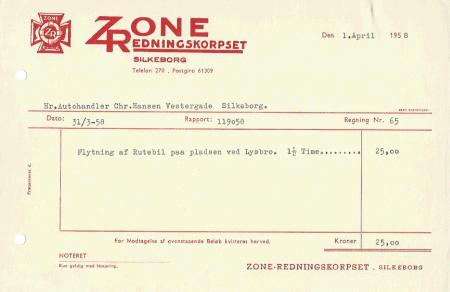 ZONE
ZR
ZONE
REDNINGSKORPSET
SILKEBORG
Telefon 270 . Postgiro 61309
Den 1.April 1958
Hr.Autohandler Chr.Hansen Vestergade Silkeborg.
Dato: 31/3-58 Rapport: 119058 Regning Nr. 65
Flytning af Rutebil paa pladsen ved Lysbro. 1½ Time........ 25,00
For Modtagelse af ovenstaaende Beløb kvitteres herved. Kroner 25,00
NOTERET
Kun gyldig med Notering.
ZONE-REDNINGSKORPSET . SILKEBORG